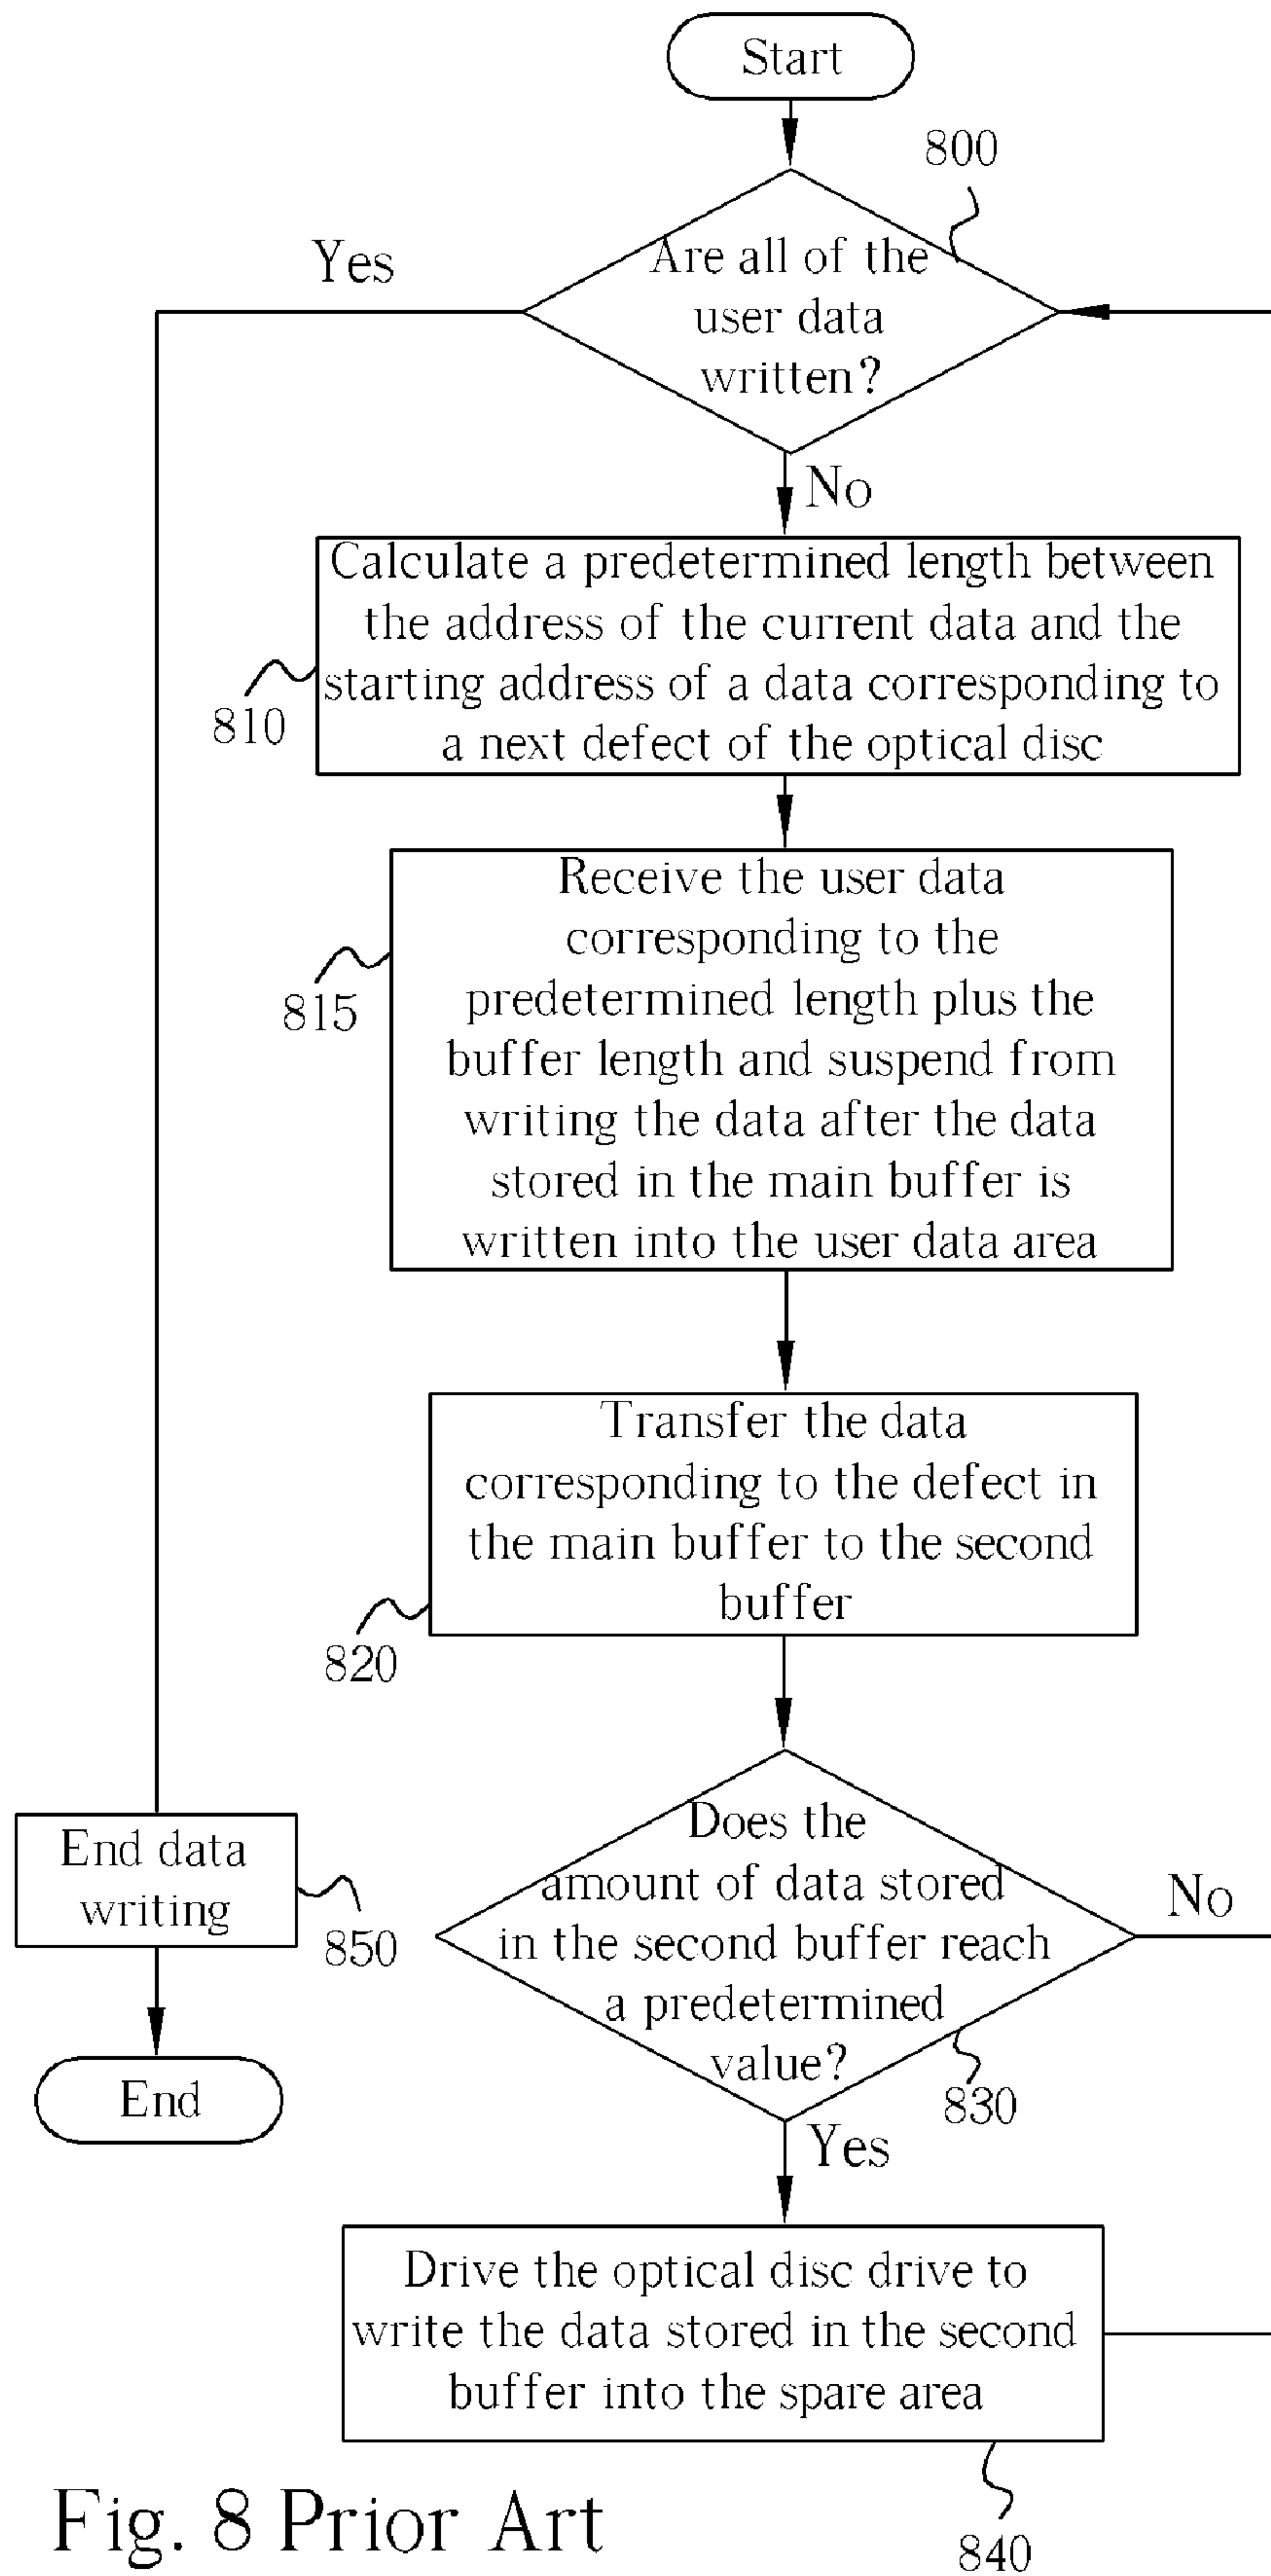 Start
800
Yes
Are all of the
user data
written?
No
Calculate a predetermined length between
the address of the current data and the
starting address of a data corresponding to
a next defect of the optical disc
810
Receive the user data
corresponding to the
predetermined length plus the
buffer length and suspend from
writing the data after the data
stored in the main buffer is
written into the user data area
815
Transfer the data
corresponding to the defect in
the main buffer to the second
buffer
820
Does the
amount of data stored
in the second buffer reach
a predetermined
value?
No
830
Yes
End data
writing
850
End
Drive the optical disc drive to
write the data stored in the second
buffer into the spare area
840
Fig. 8 Prior Art